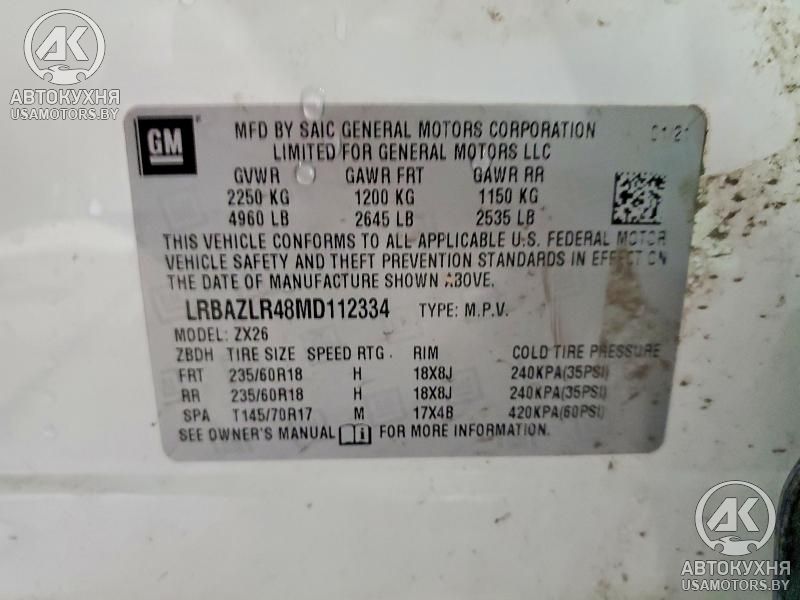 AK
АВТОКУХНЯ
USAMOTORS.BY
GM
MFD BY SAIC GENERAL MOTORS CORPORATION 01/21
LIMITED FOR GENERAL MOTORS LLC
GVWR GAWR FRT GAWR RR
2250 KG 1200 KG 1150 KG
4960 LB 2645 LB 2535 LB
THIS VEHICLE CONFORMS TO ALL APPLICABLE U.S. FEDERAL MOTOR
VEHICLE SAFETY AND THEFT PREVENTION STANDARDS IN EFFECT ON
THE DATE OF MANUFACTURE SHOWN ABOVE.
LRBAZLR48MD112334 TYPE: M.P.V.
MODEL: ZX26
ZBDH TIRE SIZE SPEED RTG. RIM COLD TIRE PRESSURE
FRT 235/60R18 H 18X8J 240KPA(35PSI)
RR 235/60R18 H 18X8J 240KPA(35PSI)
SPA T145/70R17 M 17X4B 420KPA(60PSI)
SEE OWNER'S MANUAL FOR MORE INFORMATION.
AK
АВТОКУХНЯ
USAMOTORS.BY